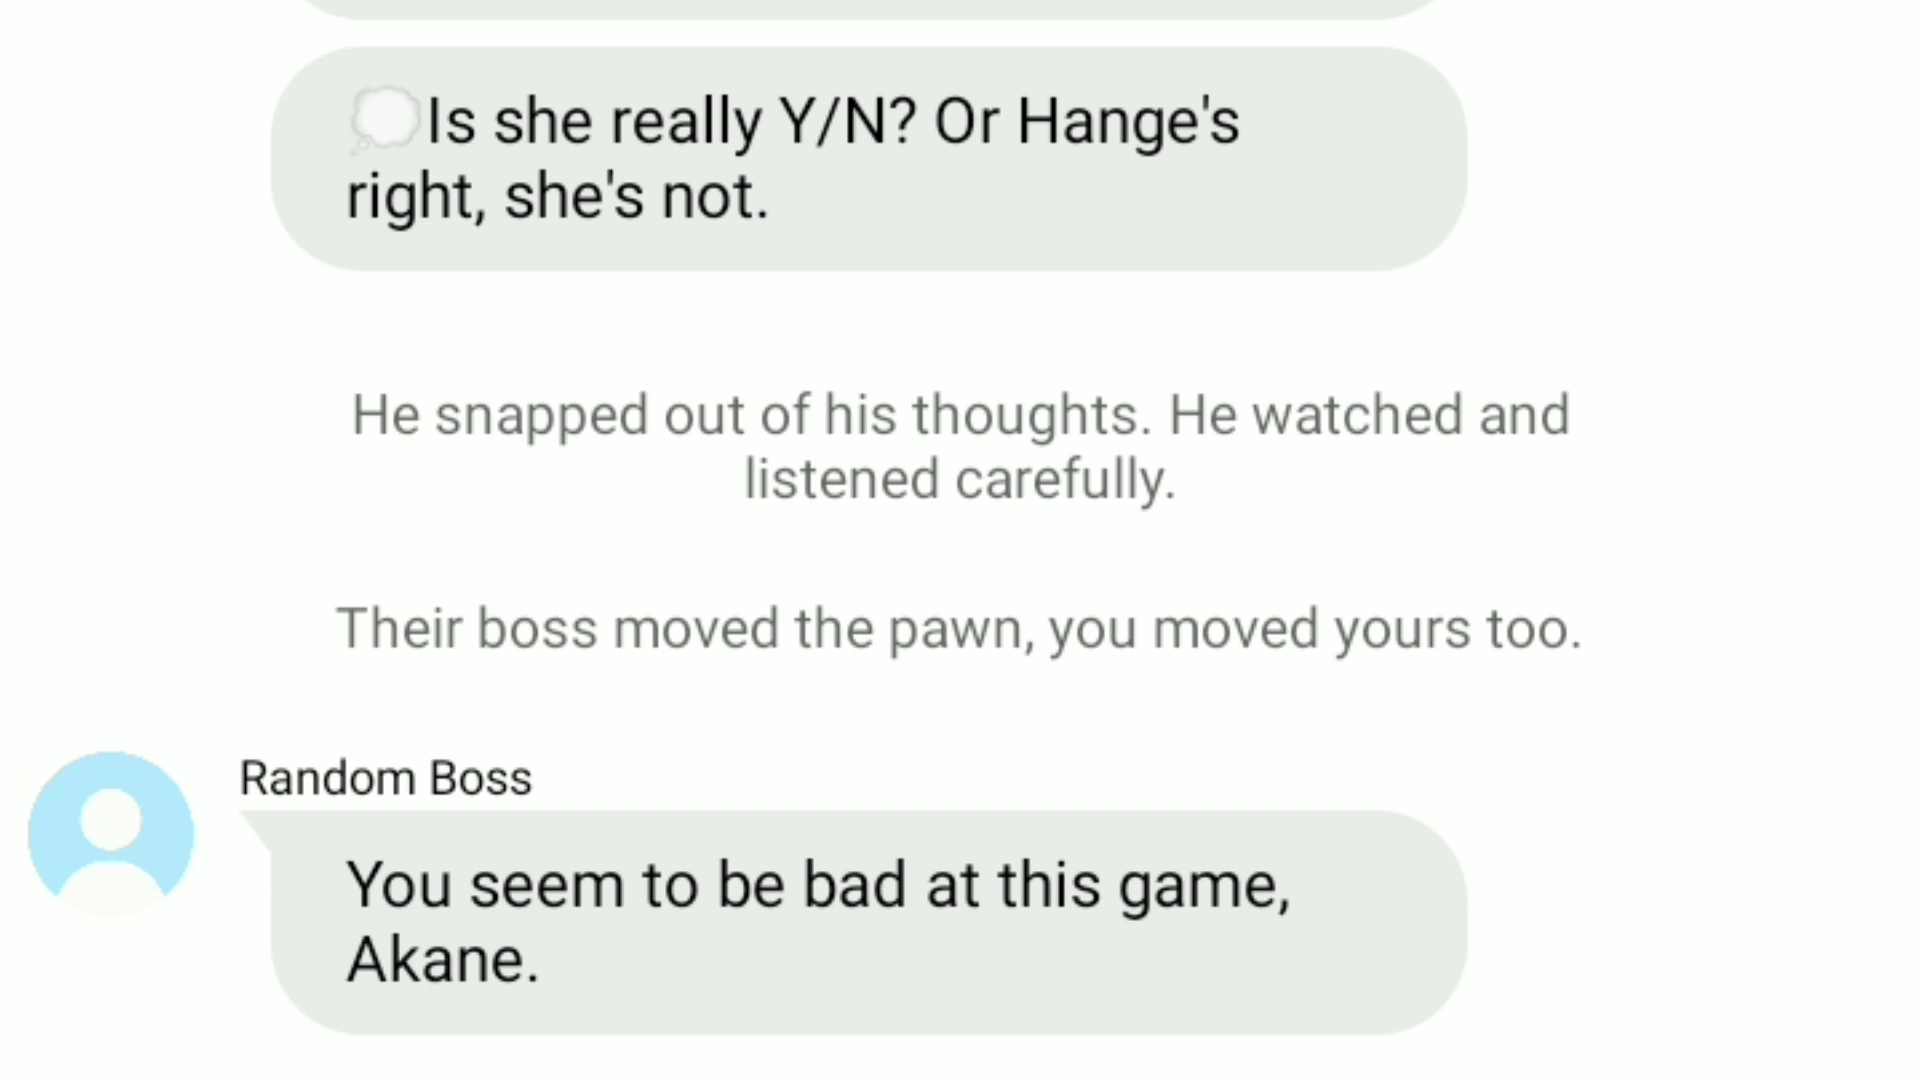 💭Is she really Y/N? Or Hange's
right, she's not.
He snapped out of his thoughts. He watched and
listened carefully.
Their boss moved the pawn, you moved yours too.
Random Boss
You seem to be bad at this game,
Akane.